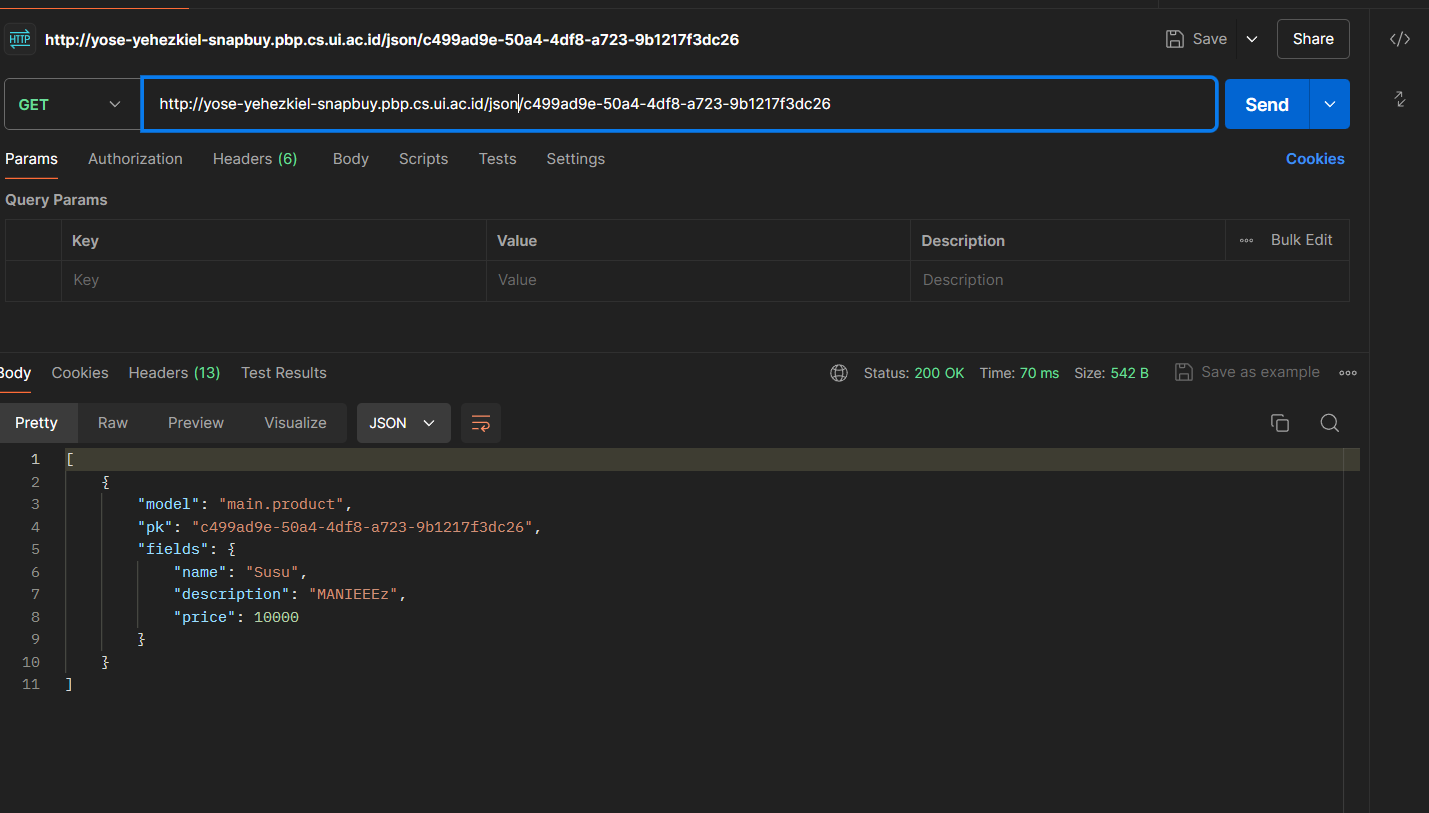 HTTP http://yose-yehezkiel-snapbuy.pbp.cs.ui.ac.id/json/c499ad9e-50a4-4df8-a723-9b1217f3dc26 Save Share </>
GET http://yose-yehezkiel-snapbuy.pbp.cs.ui.ac.id/json/c499ad9e-50a4-4df8-a723-9b1217f3dc26 Send
Params Authorization Headers (6) Body Scripts Tests Settings Cookies
Query Params
Key Value Description Bulk Edit
Key Value Description
Body Cookies Headers (13) Test Results Status: 200 OK Time: 70 ms Size: 542 B Save as example
Pretty Raw Preview Visualize JSON
1 [
2 {
3 "model": "main.product",
4 "pk": "c499ad9e-50a4-4df8-a723-9b1217f3dc26",
5 "fields": {
6 "name": "Susu",
7 "description": "MANIEEEz",
8 "price": 10000
9 }
10 }
11 ]